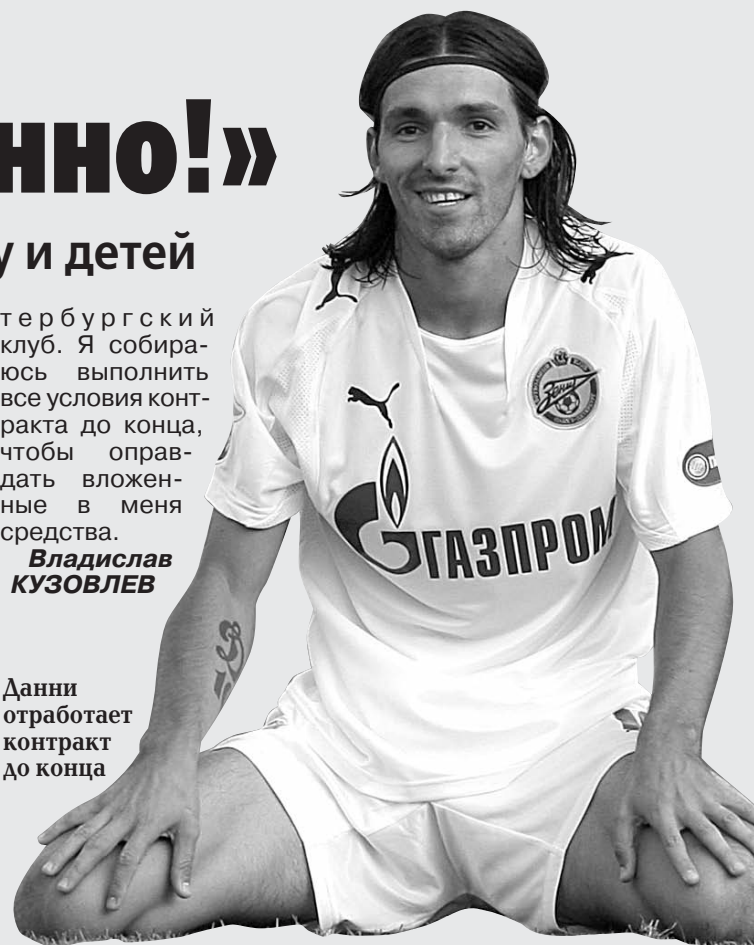 нно!»
у и детей
тербургский
клуб. Я собира-
юсь выполнить
все условия конт-
ракта до конца,
чтобы оправ-
дать вложен-
ные в меня
средства.
Владислав
КУЗОВЛЕВ
Данни
отработает
контракт
до конца
Зенит
ГАЗПРОМ